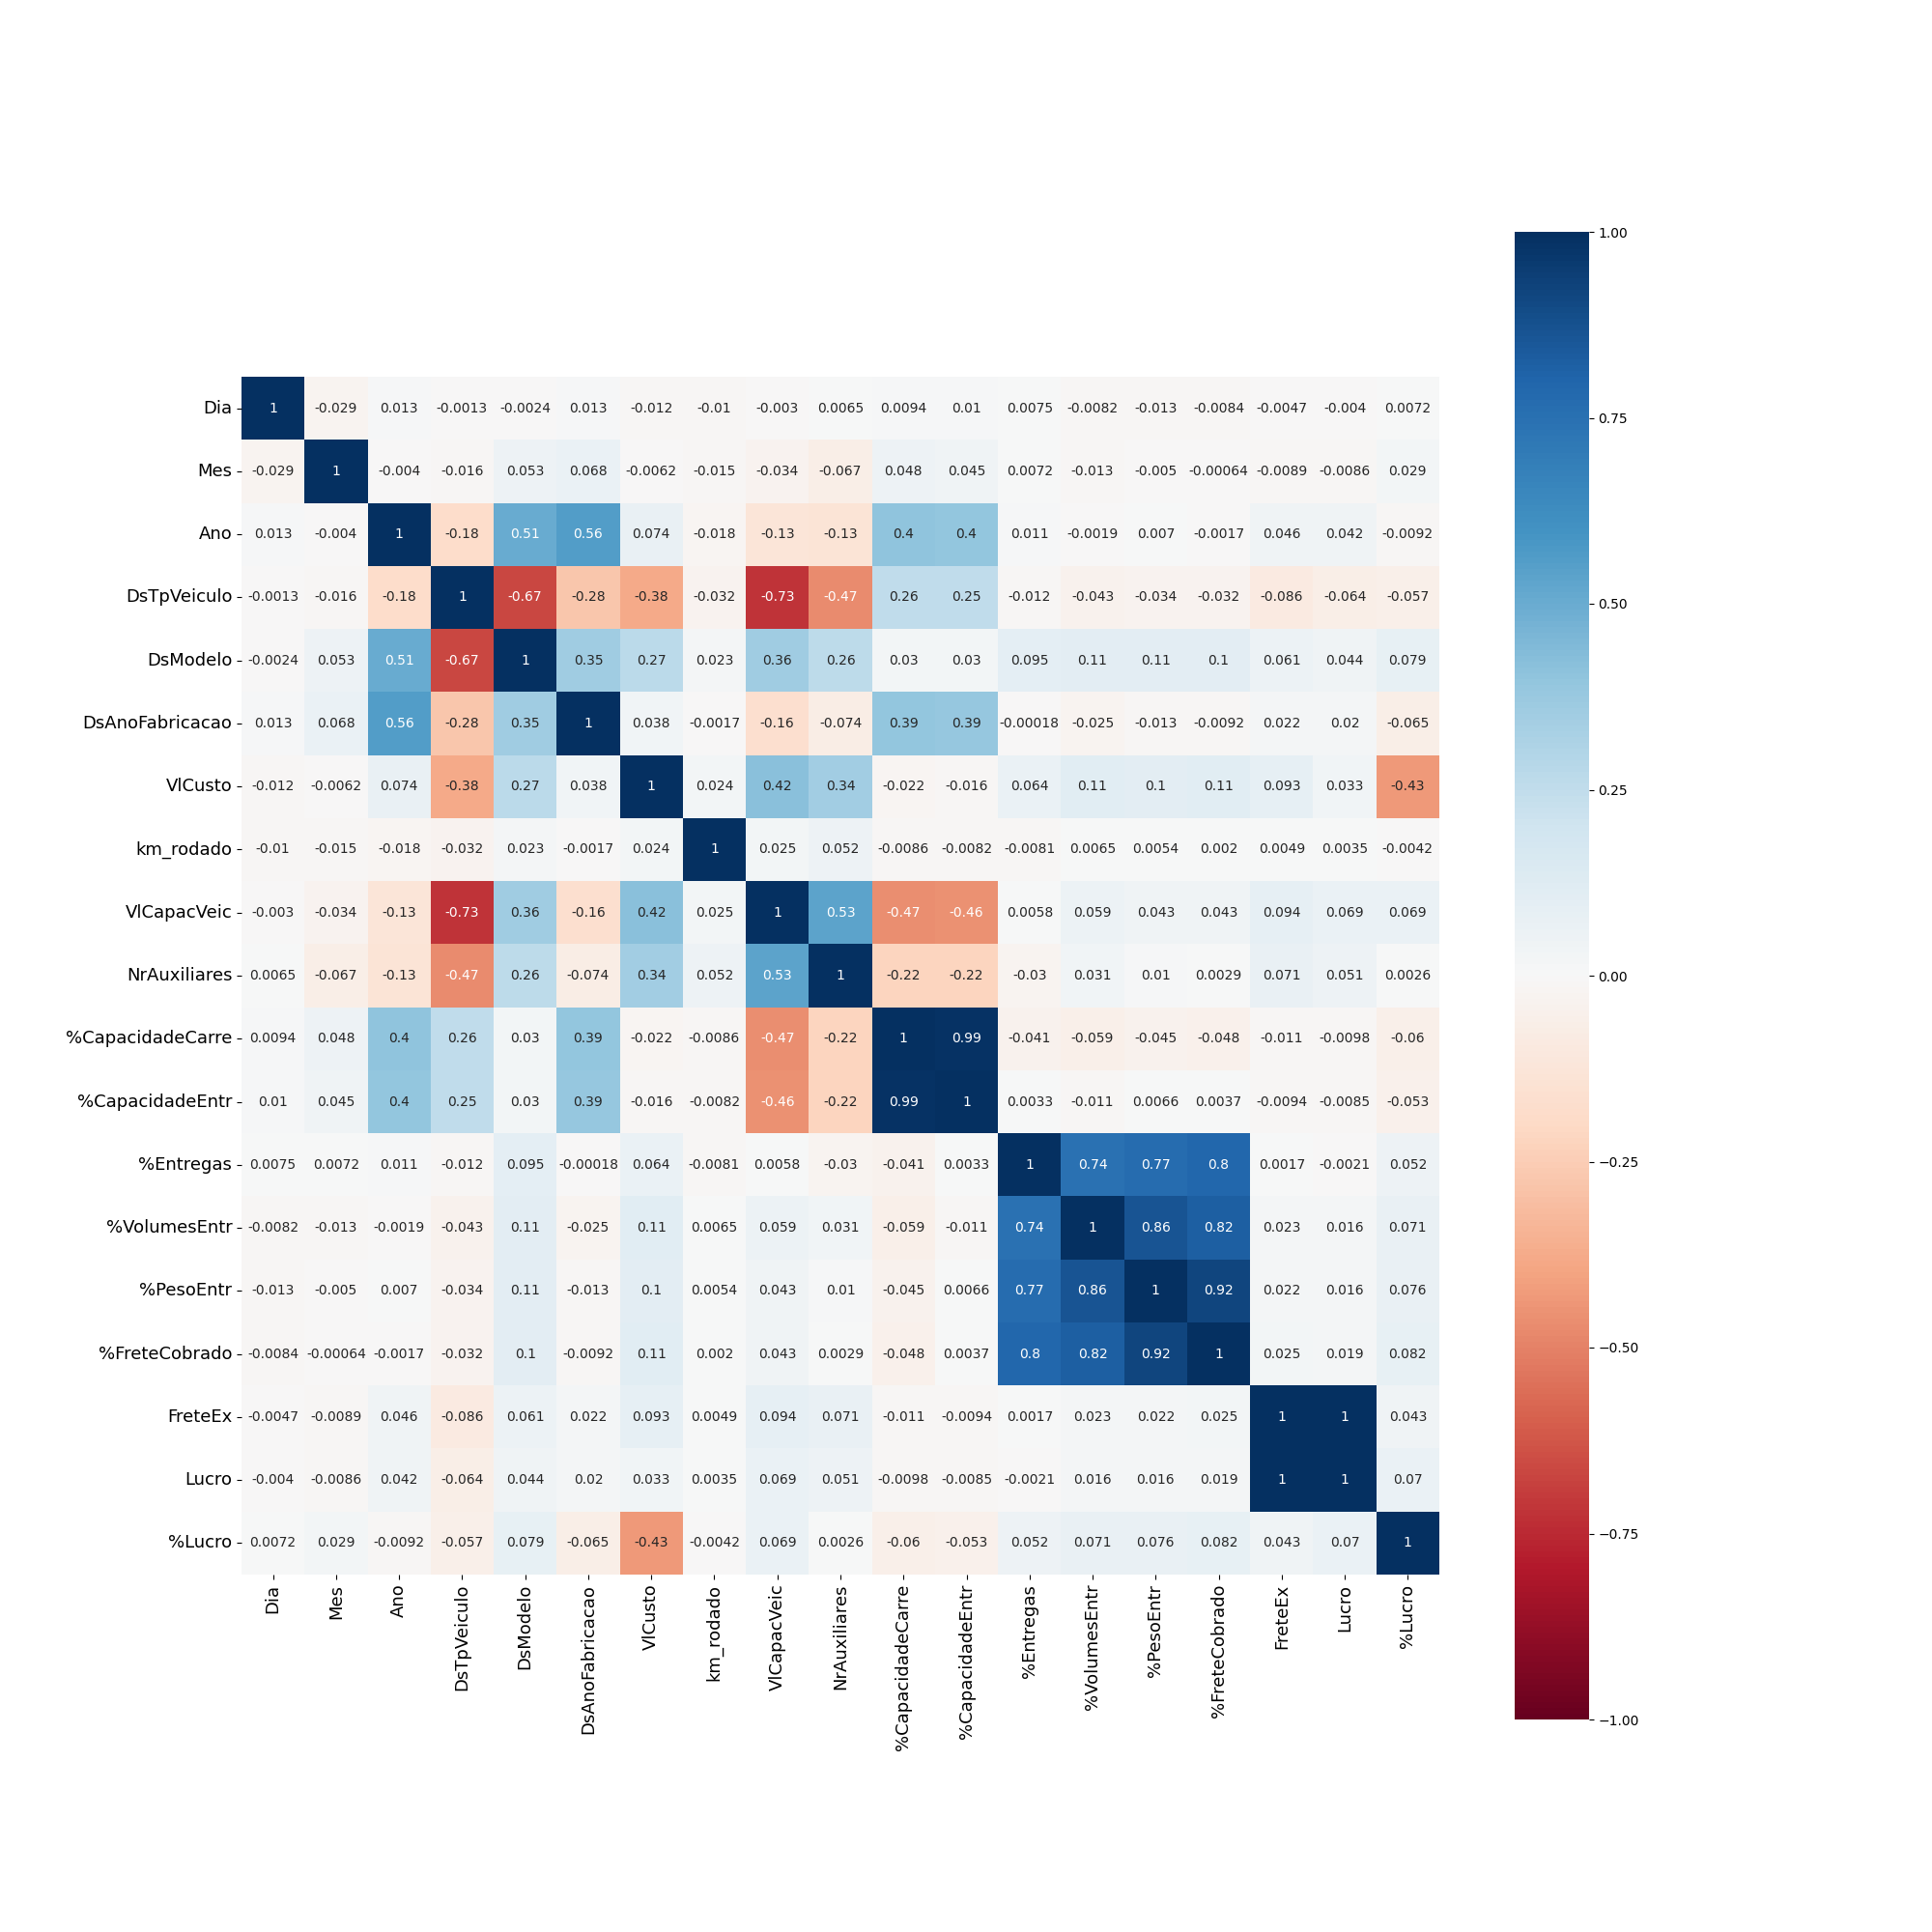 1.00
Dia 1 -0.029 0.013 -0.0013 -0.0024 0.013 -0.012 -0.01 -0.003 0.0065 0.0094 0.01 0.0075 -0.0082 -0.013 -0.0084 -0.0047 -0.004 0.0072
0.75
Mes -0.029 1 -0.004 -0.016 0.053 0.068 -0.0062 -0.015 -0.034 -0.067 0.048 0.045 0.0072 -0.013 -0.005 -0.00064 -0.0089 -0.0086 0.029
Ano 0.013 -0.004 1 -0.18 0.51 0.56 0.074 -0.018 -0.13 -0.13 0.4 0.4 0.011 -0.0019 0.007 -0.0017 0.046 0.042 -0.0092
DsTpVeiculo -0.0013 -0.016 -0.18 1 -0.67 -0.28 -0.38 -0.032 -0.73 -0.47 0.26 0.25 -0.012 -0.043 -0.034 -0.032 -0.086 -0.064 -0.057
0.50
DsModelo -0.0024 0.053 0.51 -0.67 1 0.35 0.27 0.023 0.36 0.26 0.03 0.03 0.095 0.11 0.11 0.1 0.061 0.044 0.079
DsAnoFabricacao 0.013 0.068 0.56 -0.28 0.35 1 0.038 -0.0017 -0.16 -0.074 0.39 0.39 -0.00018 -0.025 -0.013 -0.0092 0.022 0.02 -0.065
VlCusto -0.012 -0.0062 0.074 -0.38 0.27 0.038 1 0.024 0.42 0.34 -0.022 -0.016 0.064 0.11 0.1 0.11 0.093 0.033 -0.43
0.25
km_rodado -0.01 -0.015 -0.018 -0.032 0.023 -0.0017 0.024 1 0.025 0.052 -0.0086 -0.0082 -0.0081 0.0065 0.0054 0.002 0.0049 0.0035 -0.0042
VlCapacVeic -0.003 -0.034 -0.13 -0.73 0.36 -0.16 0.42 0.025 1 0.53 -0.47 -0.46 0.0058 0.059 0.043 0.043 0.094 0.069 0.069
NrAuxiliares 0.0065 -0.067 -0.13 -0.47 0.26 -0.074 0.34 0.052 0.53 1 -0.22 -0.22 -0.03 0.031 0.01 0.0029 0.071 0.051 0.0026
0.00
%CapacidadeCarre 0.0094 0.048 0.4 0.26 0.03 0.39 -0.022 -0.0086 -0.47 -0.22 1 0.99 -0.041 -0.059 -0.045 -0.048 -0.011 -0.0098 -0.06
%CapacidadeEntr 0.01 0.045 0.4 0.25 0.03 0.39 -0.016 -0.0082 -0.46 -0.22 0.99 1 0.0033 -0.011 0.0066 0.0037 -0.0094 -0.0085 -0.053
%Entregas 0.0075 0.0072 0.011 -0.012 0.095 -0.00018 0.064 -0.0081 0.0058 -0.03 -0.041 0.0033 1 0.74 0.77 0.8 0.0017 -0.0021 0.052
−0.25
%VolumesEntr -0.0082 -0.013 -0.0019 -0.043 0.11 -0.025 0.11 0.0065 0.059 0.031 -0.059 -0.011 0.74 1 0.86 0.82 0.023 0.016 0.071
%PesoEntr -0.013 -0.005 0.007 -0.034 0.11 -0.013 0.1 0.0054 0.043 0.01 -0.045 0.0066 0.77 0.86 1 0.92 0.022 0.016 0.076
%FreteCobrado -0.0084 -0.00064 -0.0017 -0.032 0.1 -0.0092 0.11 0.002 0.043 0.0029 -0.048 0.0037 0.8 0.82 0.92 1 0.025 0.019 0.082
−0.50
FreteEx -0.0047 -0.0089 0.046 -0.086 0.061 0.022 0.093 0.0049 0.094 0.071 -0.011 -0.0094 0.0017 0.023 0.022 0.025 1 1 0.043
Lucro -0.004 -0.0086 0.042 -0.064 0.044 0.02 0.033 0.0035 0.069 0.051 -0.0098 -0.0085 -0.0021 0.016 0.016 0.019 1 1 0.07
−0.75
%Lucro 0.0072 0.029 -0.0092 -0.057 0.079 -0.065 -0.43 -0.0042 0.069 0.0026 -0.06 -0.053 0.052 0.071 0.076 0.082 0.043 0.07 1
−1.00
Dia
Mes
Ano
DsTpVeiculo
DsModelo
DsAnoFabricacao
VlCusto
km_rodado
VlCapacVeic
NrAuxiliares
%CapacidadeCarre
%CapacidadeEntr
%Entregas
%VolumesEntr
%PesoEntr
%FreteCobrado
FreteEx
Lucro
%Lucro